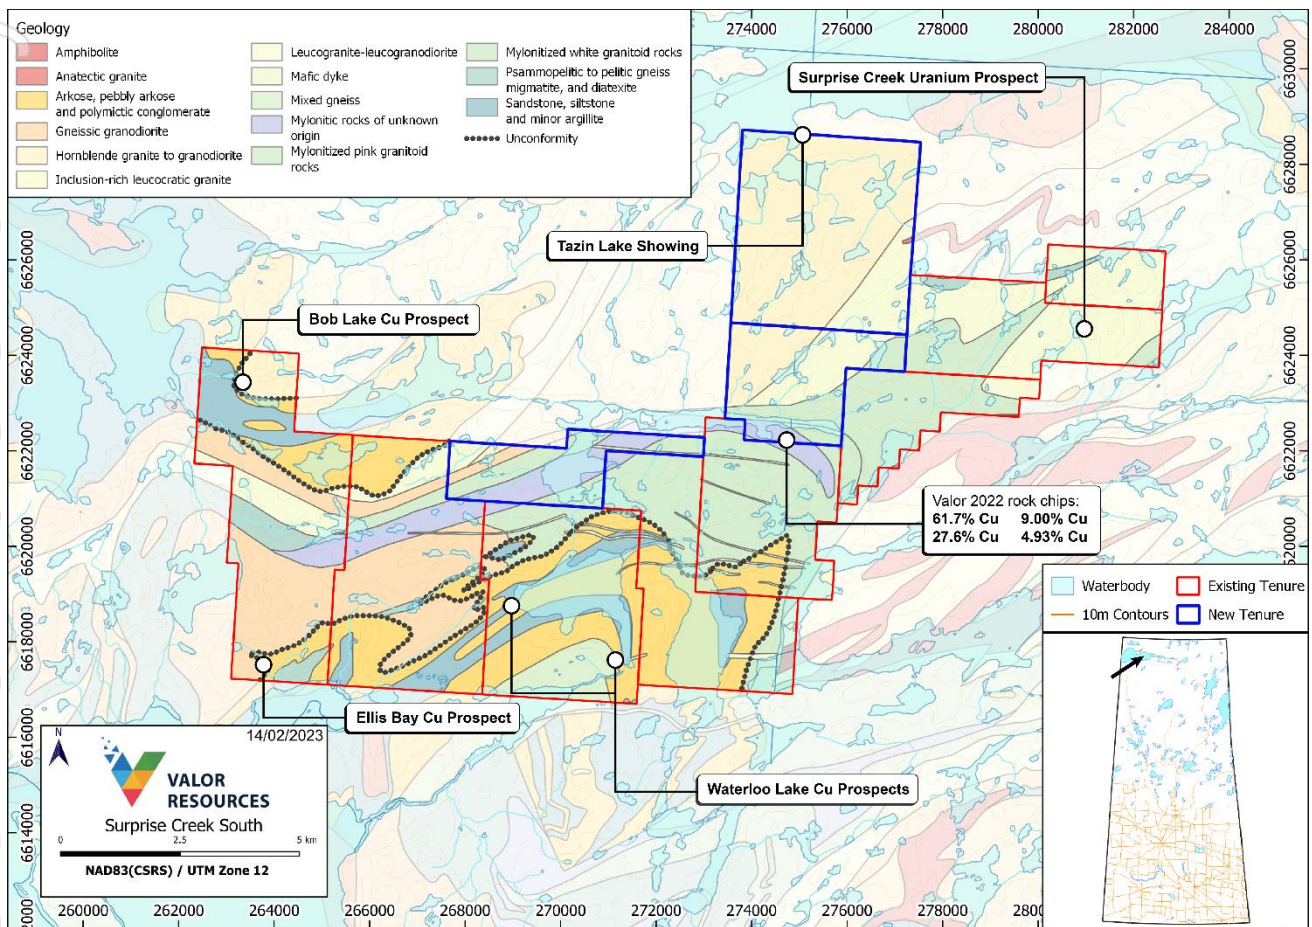 Geology
Amphibolite
Anatectic granite
Arkose, pebbly arkose
and polymictic conglomerate
Gneissic granodiorite
Hornblende granite to granodiorite
Inclusion-rich leucocratic granite
Leucogranite-leucogranodiorite
Mafic dyke
Mixed gneiss
Mylonitic rocks of unknown
origin
Mylonitized pink granitoid
rocks
Mylonitized white granitoid rocks
Psammopelitic to pelitic gneiss
migmatite, and diatexite
Sandstone, siltstone
and minor argillite
Unconformity
274000 276000 278000 280000 282000 284000
6630000
6628000
6626000
6624000
6622000
6620000
Surprise Creek Uranium Prospect
Tazin Lake Showing
Bob Lake Cu Prospect
Valor 2022 rock chips:
61.7% Cu 9.00% Cu
27.6% Cu 4.93% Cu
Ellis Bay Cu Prospect
Waterloo Lake Cu Prospects
Waterbody
Existing Tenure
10m Contours
New Tenure
6626000
6624000
6622000
6620000
6618000
6616000
6614000
14/02/2023
N
VALOR
RESOURCES
Surprise Creek South
0 2.5 5 km
NAD83(CSRS) / UTM Zone 12
260000 262000 264000 266000 268000 270000 272000 274000 276000 278000